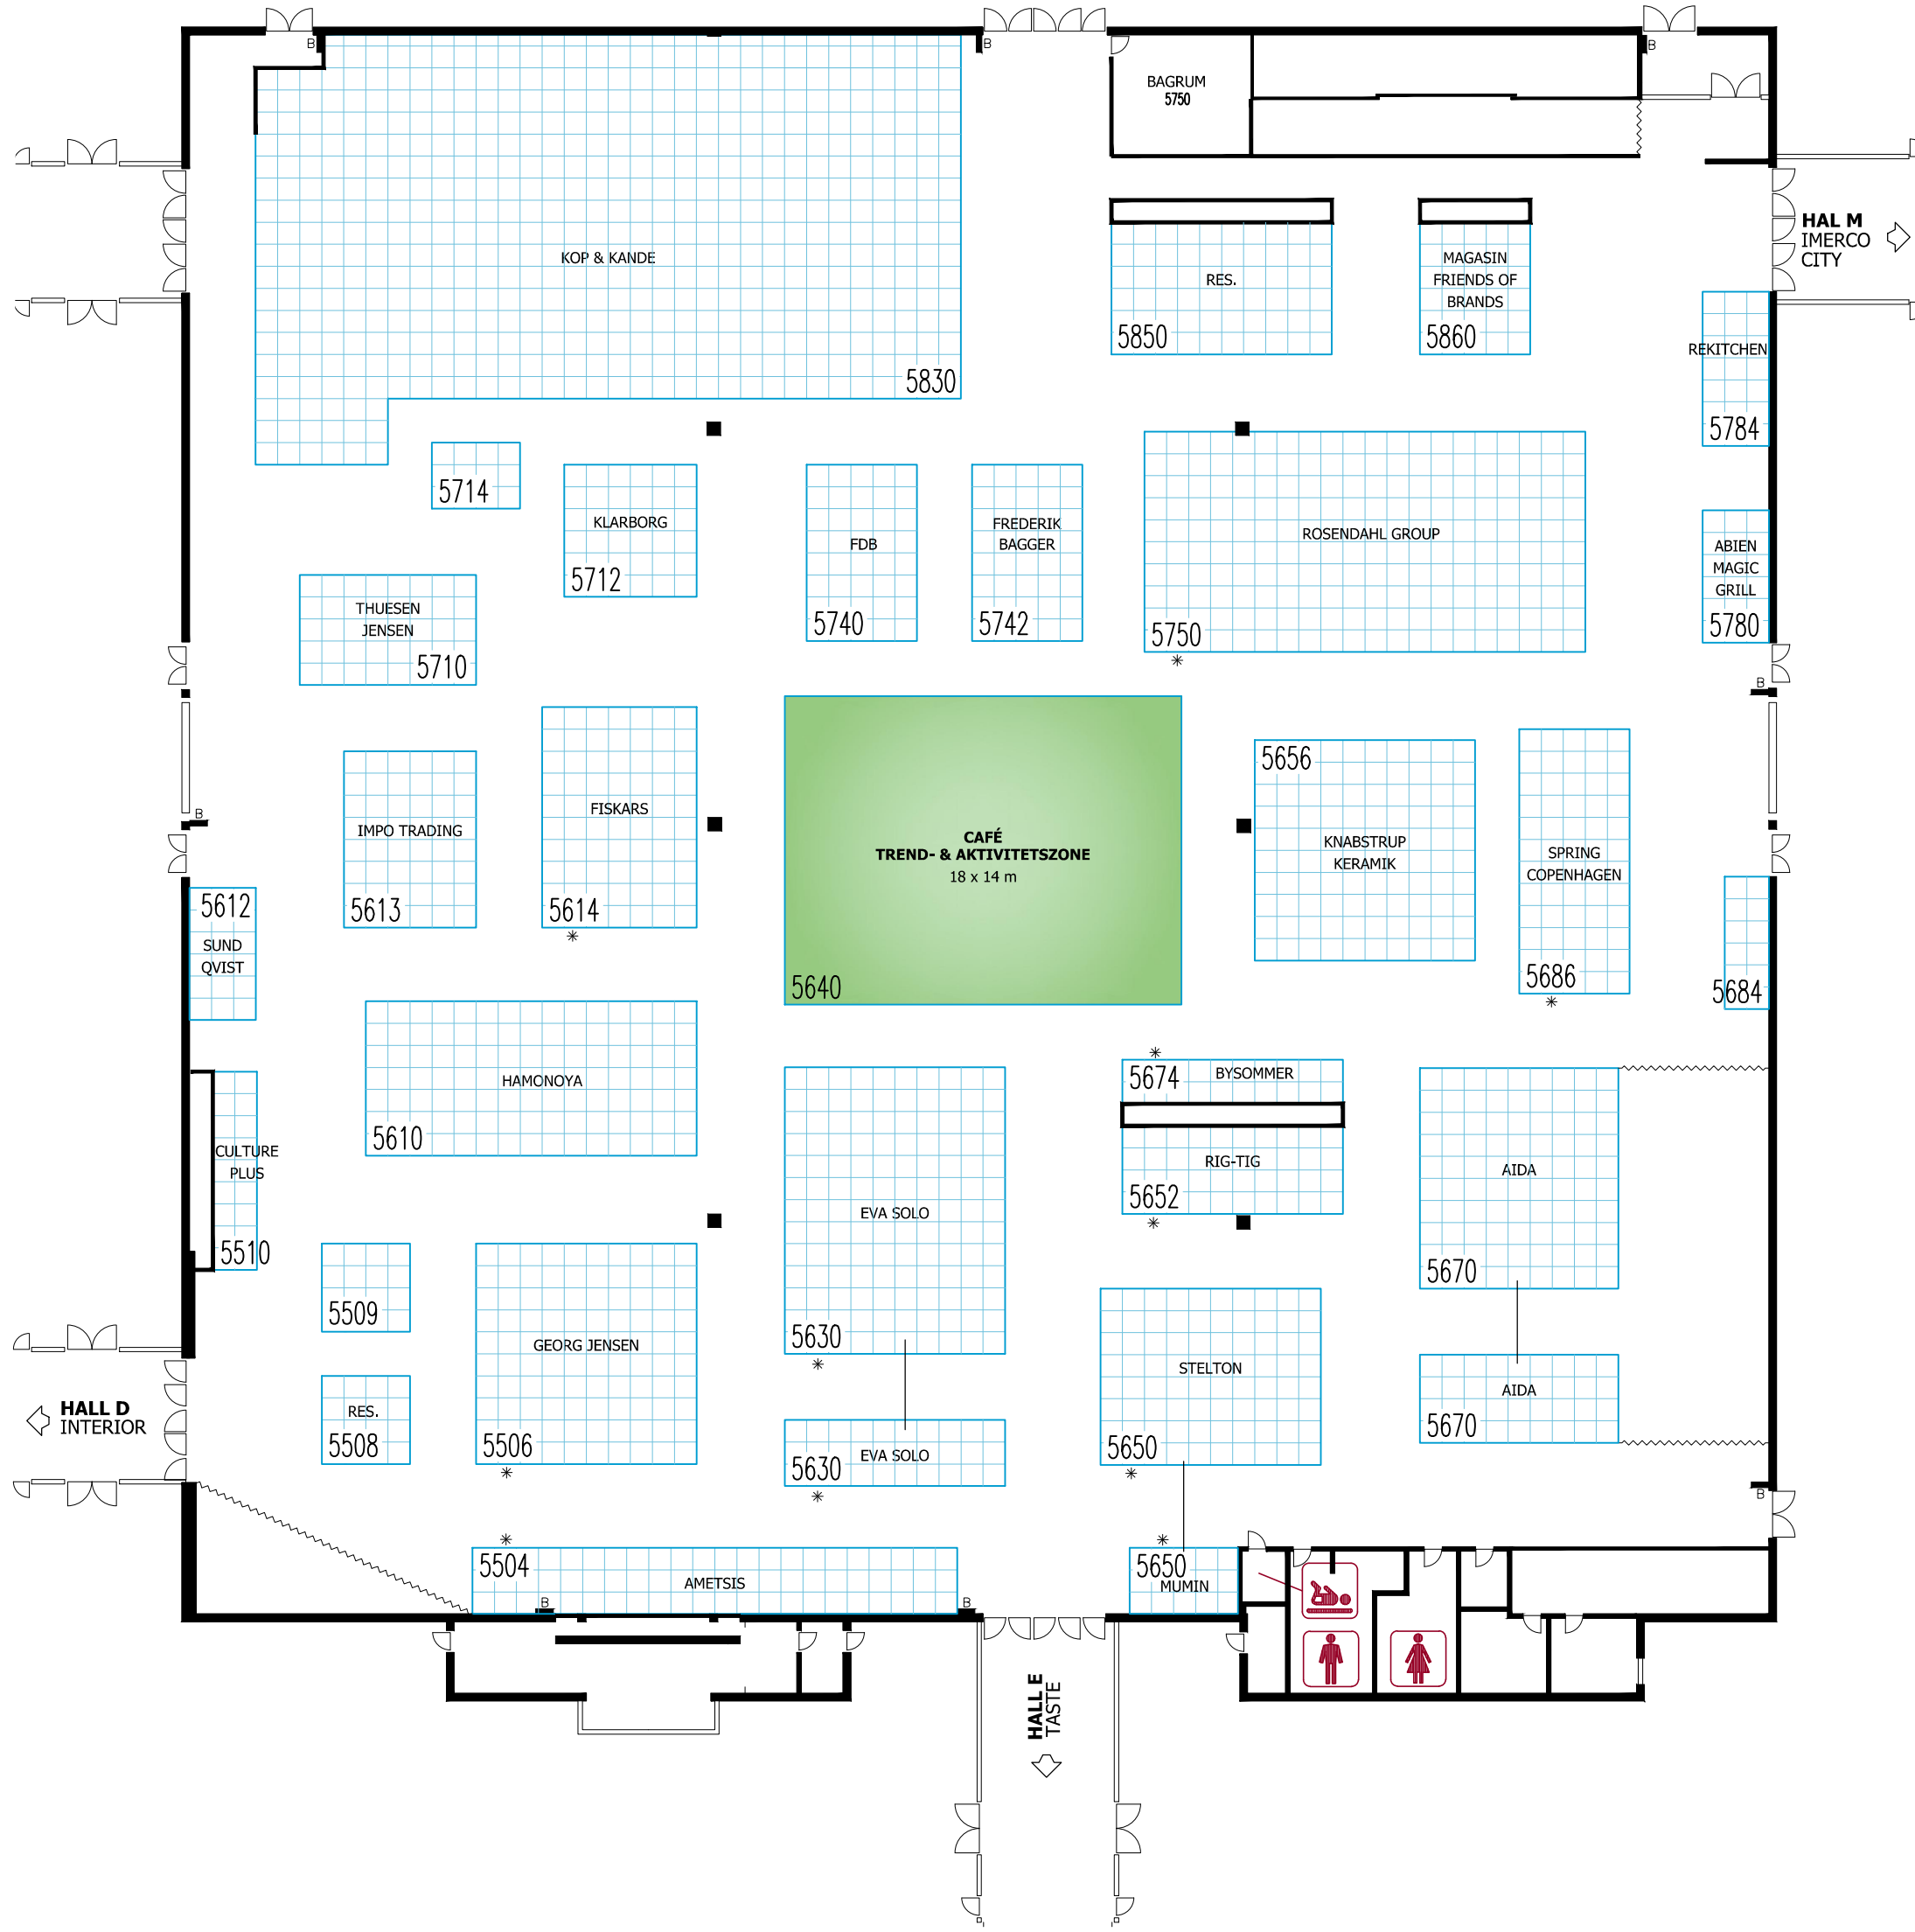 B
B
B
BAGRUM
5750
HAL M
IMERCO
CITY
KOP & KANDE
5830
RES.
5850
MAGASIN
FRIENDS OF
BRANDS
5860
REKITCHEN
5784
5714
KLARBORG
5712
FDB
5740
FREDERIK
BAGGER
5742
ROSENDAHL GROUP
5750
*
ABIEN
MAGIC
GRILL
5780
THUESEN
JENSEN
5710
B
B
IMPO TRADING
5613
FISKARS
5614
*
CAFÉ
TREND- & AKTIVITETSZONE
18 x 14 m
5640
5656
KNABSTRUP
KERAMIK
SPRING
COPENHAGEN
5686
*
5684
5612
SUND
QVIST
HAMONOYA
5610
CULTURE
PLUS
5510
EVA SOLO
5630
*
*
5674
BYSOMMER
RIG-TIG
5652
*
AIDA
5670
5509
GEORG JENSEN
5506
*
STELTON
5650
*
AIDA
5670
HALL D
INTERIOR
RES.
5508
EVA SOLO
5630
*
B
*
5504
AMETSIS
B
B
*
5650
MUMIN
HALL E
TASTE